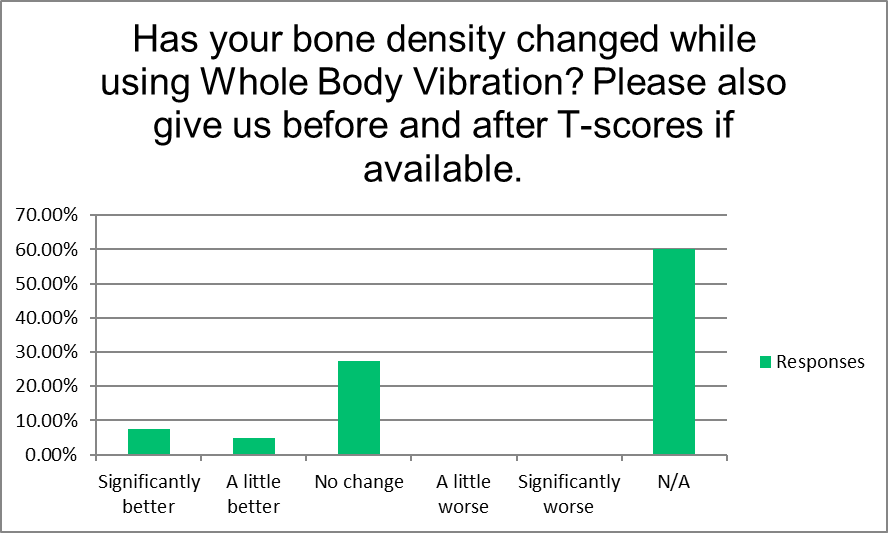 Has your bone density changed while
using Whole Body Vibration? Please also
give us before and after T-scores if
available.
70.00%
60.00%
50.00%
40.00%
30.00%
20.00%
10.00%
0.00%
Significantly
better
A little
better
No change
A little
worse
Significantly
worse
N/A
Responses